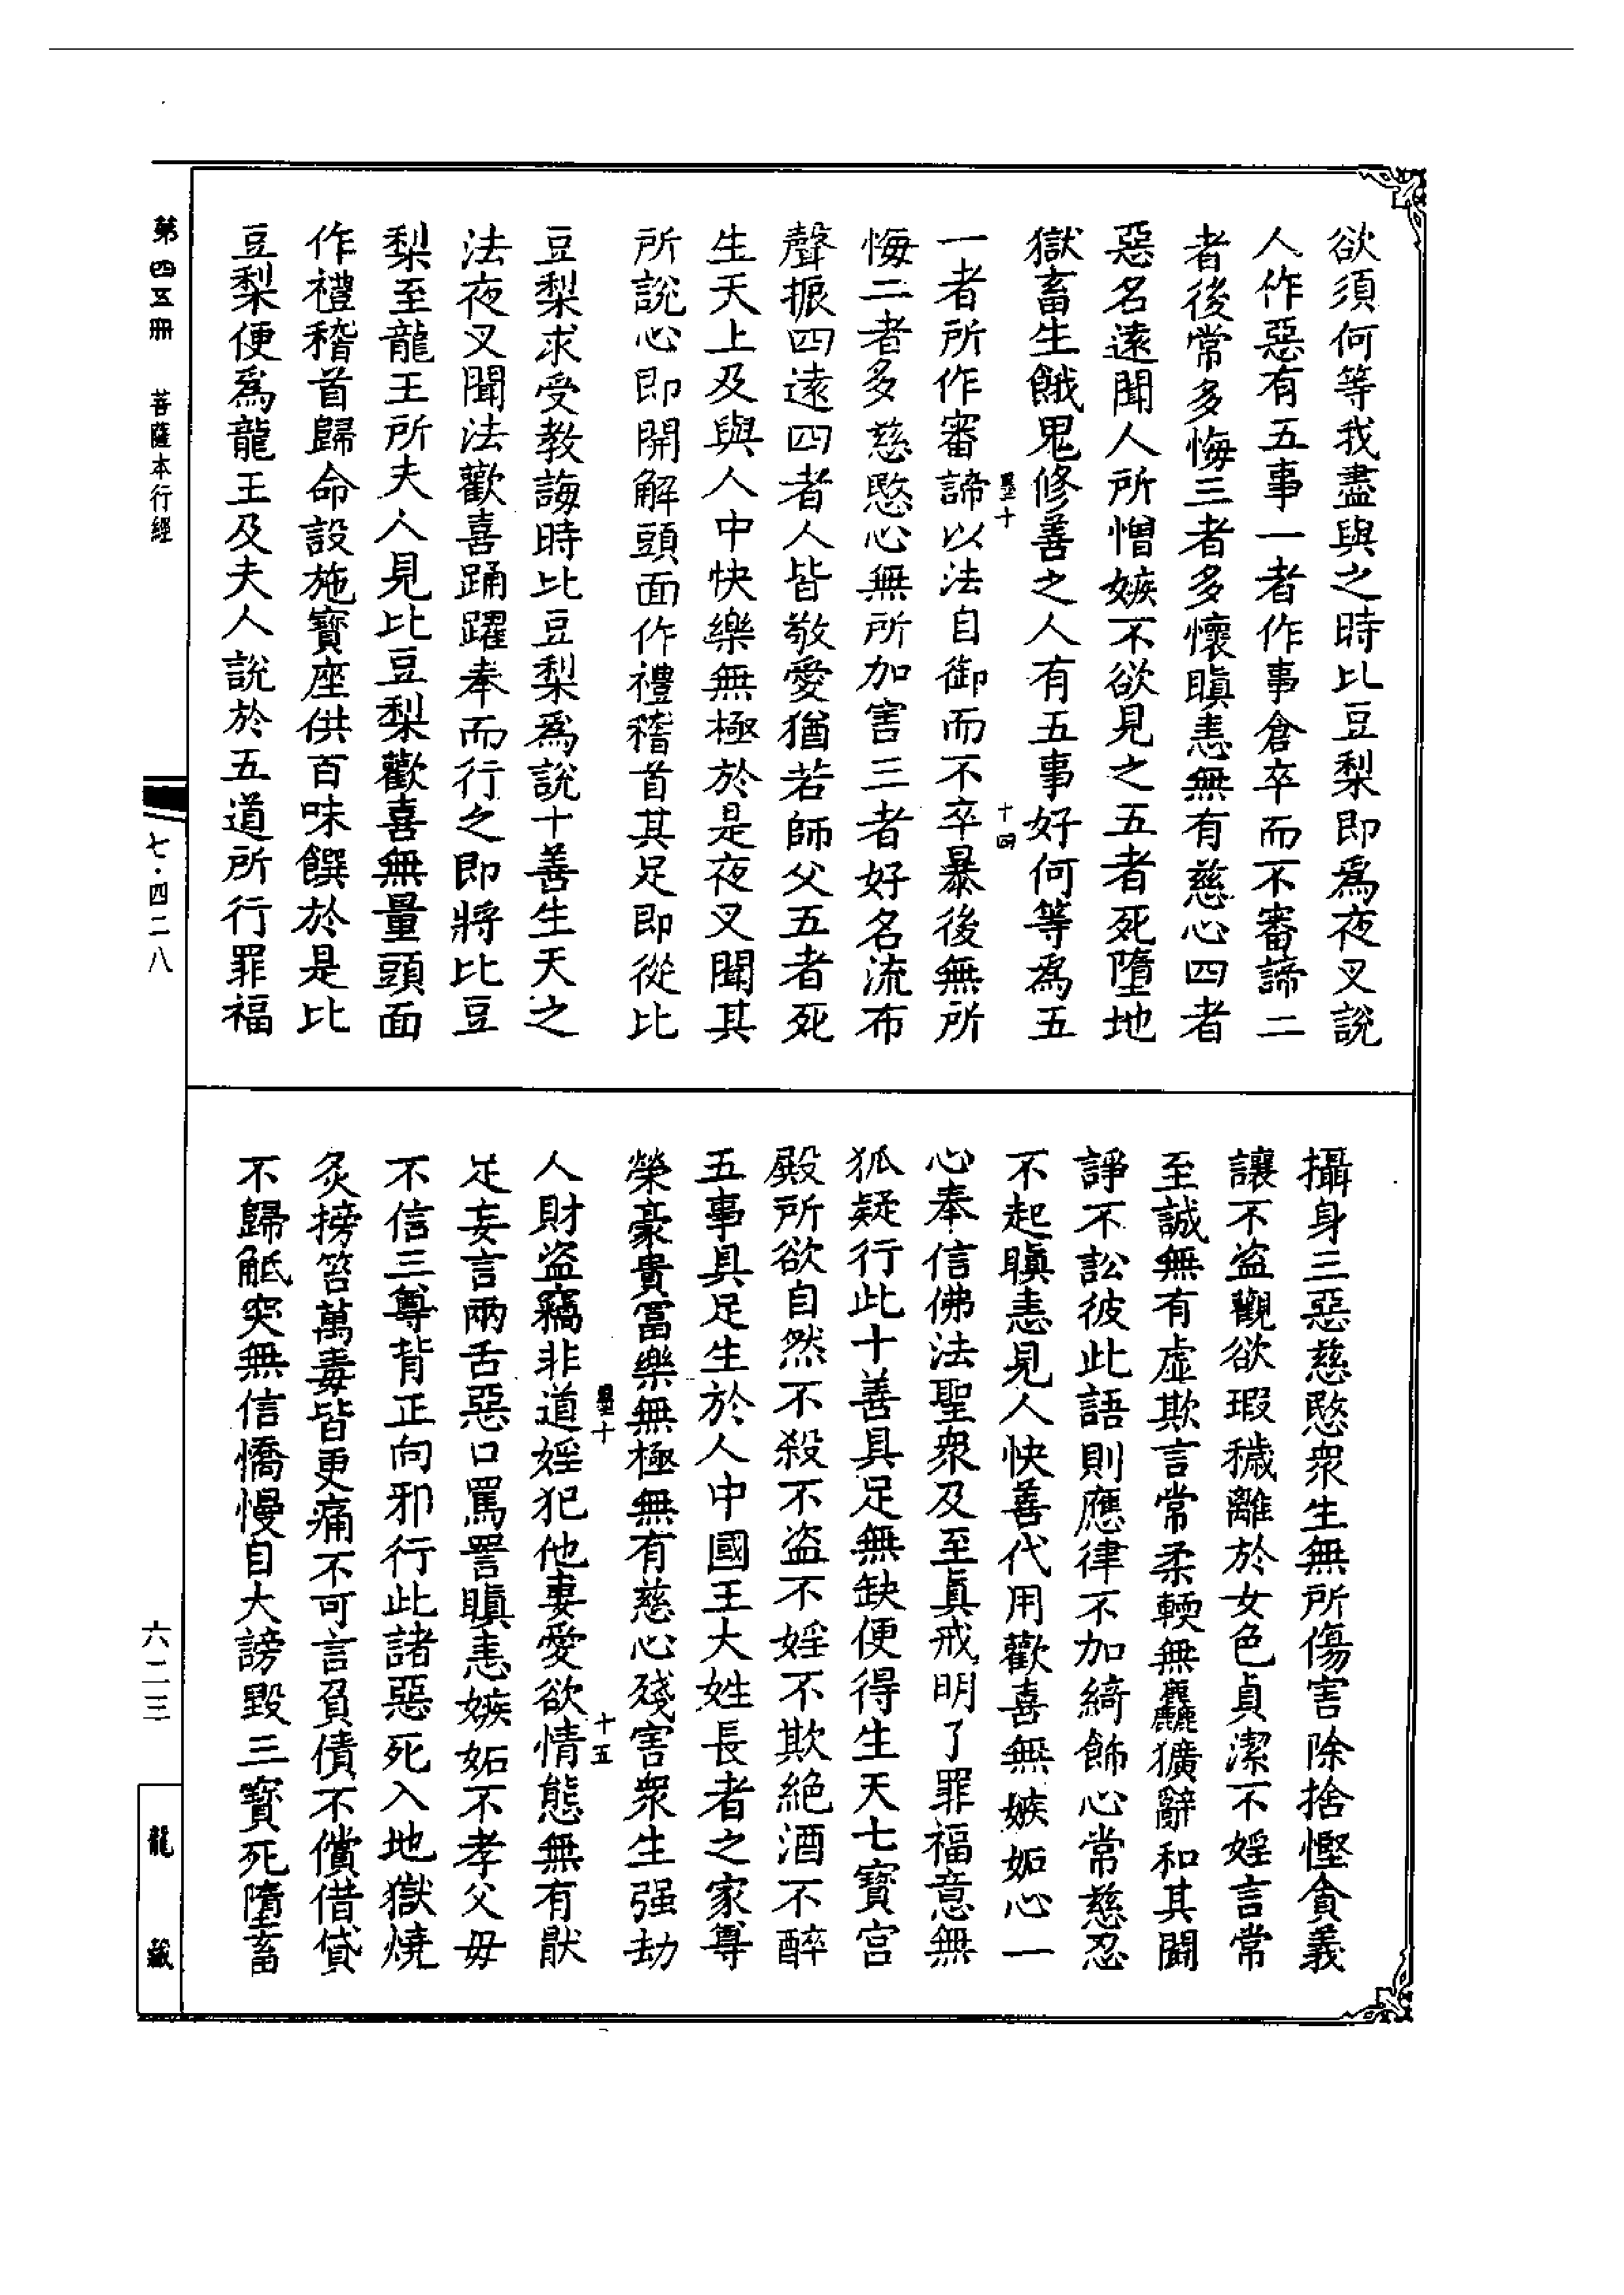 欲須何等我盡與之時比豆梨即爲夜叉說
人作惡有五事一者作事倉卒而不審諦二
者後常多悔三者多懷瞋恚無有慈心四者
惡名遠聞人所憎嫉不欲見之五者死墮地
獄畜生餓鬼修善之人有五事好何等爲五
十
十四
一者所作審諦以法自御而不卒暴後無所
悔二者多慈愍心無所加害三者好名流布
聲振四遠四者人皆敬愛猶若師父五者死
生天上及與人中快樂無極於是夜叉聞其
所說心即開解頭面作禮稽首其足即從比
豆梨求受教誨時比豆梨爲說十善生天之
法夜叉聞法歡喜踊躍奉而行之即將比豆
梨至龍王所夫人見比豆梨歡喜無量頭面
作禮稽首歸命設施寶座供百味饌於是比
豆梨便爲龍王及夫人說於五道所行罪福
攝身三惡慈愍衆生無所傷害除捨慳貪義
讓不盜觀欲瑕穢離於女色貞潔不婬言常
至誠無有虛欺言常柔輭無麤獷辭和其鬬
諍不訟彼此語則應律不加綺飾心常慈忍
不起瞋恚見人快善代用歡喜無嫉妬心一
心奉信佛法聖衆及至眞戒明了罪福意無
狐疑行此十善具足無缺便得生天七寶宫
殿所欲自然不殺不盜不婬不欺絕酒不醉
五事具足生於人中國王大姓長者之家尊
榮豪貴冨樂無極無有慈心殘害衆生强劫
十
十五
人財盜竊非道婬犯他妻愛欲情態無有猒
足妄言兩舌惡口罵詈瞋恚嫉妬不孝父母
不信三尊背正向邪行此諸惡死入地獄燒
炙搒笞萬毒皆更痛不可言負債不償借貸
不歸觝突無信憍慢自大謗毀三寶死墮畜
第四五冊
菩薩本行經
七·四二八
六二三
龍藏